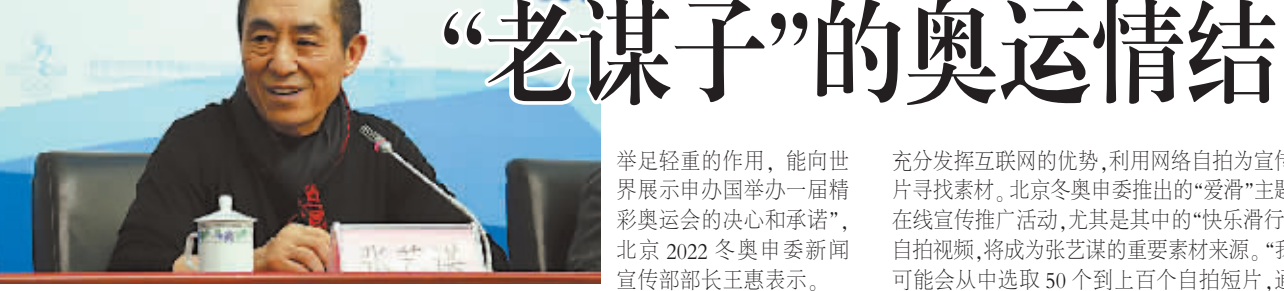 “老谋子”的奥运情结
举足轻重的作用，能向世
界展示申办国举办一届精
彩奥运会的决心和承诺”，
北京 2022 冬奥申委新闻
宣传部部长王惠表示。
充分发挥互联网的优势，利用网络自拍为宣传
片寻找素材。北京冬奥申委推出的“爱滑”主题
在线宣传推广活动，尤其是其中的“快乐滑行”
自拍视频，将成为张艺谋的重要素材来源。“我
可能会从中选取 50 个到上百个自拍短片，通